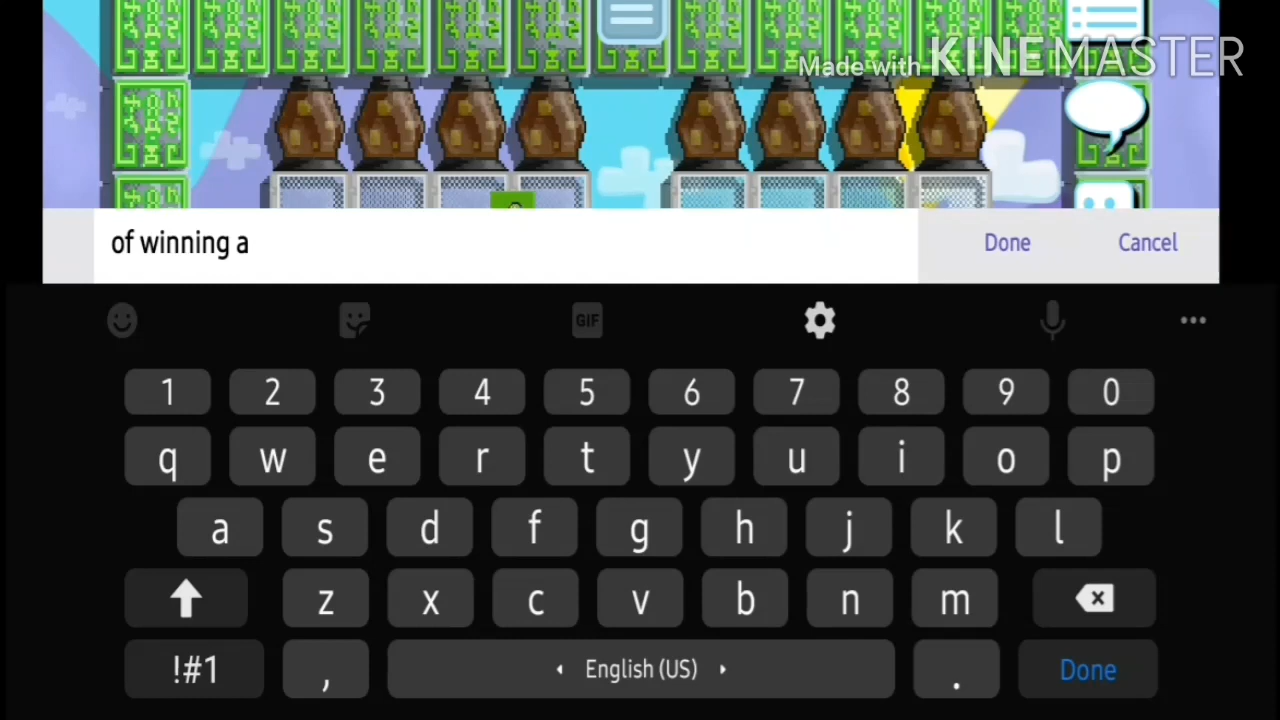 Made with KINEMASTER
of winning a
Done
Cancel
GIF
1 2 3 4 5 6 7 8 9 0
q w e r t y u i o p
a s d f g h j k l
z x c v b n m
!#1 , English (US) . Done